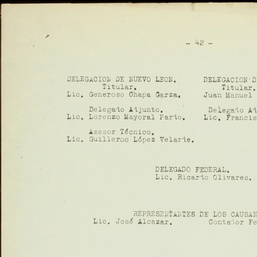 - 42 -
DELEGACION DE NUEVO LEON.
Titular.
Lic. Generoso Chapa Garza.
Delegado Adjunto.
Lic. Lorenzo Mayoral Pardo.
Asesor Técnico.
Lic. Guillermo López Velarde.
DELEGACION D
Titular.
Juan Manuel
Delegado Ad
Lic. Francis
DELEGADO FEDERAL.
Lic. Ricardo Olivares.
REPRESENTANTES DE LOS CAUSAN
Lic. José Alcazar.
Contador Fe